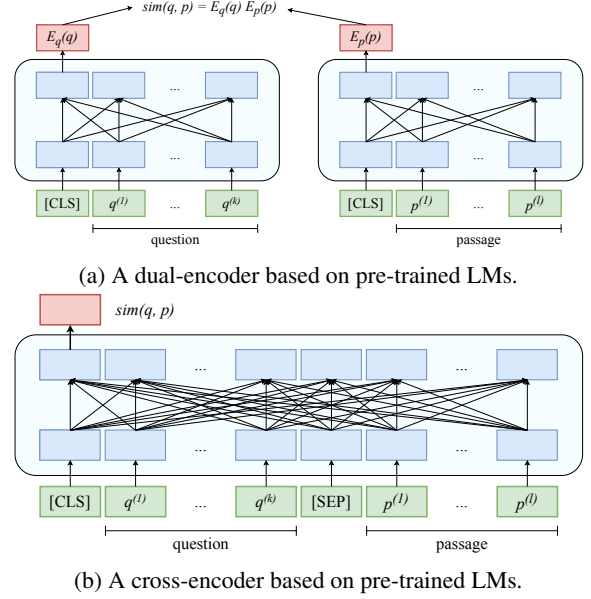 sim(q, p) = E_q(q) E_p(p)
E_q(q) E_p(p)
... ...
... ...
[CLS] q^(1) ... q^(k) [CLS] p^(1) ... p^(l)
question passage
(a) A dual-encoder based on pre-trained LMs.
sim(q, p)
... ...
... ...
[CLS] q^(1) ... q^(k) [SEP] p^(1) ... p^(l)
question passage
(b) A cross-encoder based on pre-trained LMs.